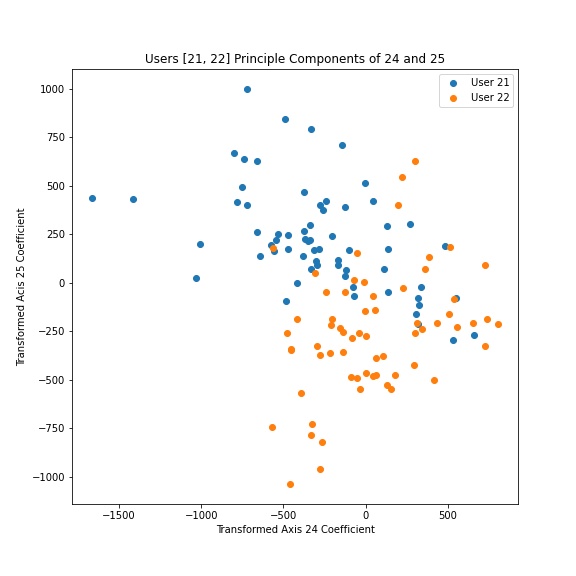 Users [21, 22] Principle Components of 24 and 25
User 21
User 22
1000
750
500
250
0
−250
−500
−750
−1000
Transformed Acis 25 Coefficient
−1500
−1000
−500
0
500
Transformed Axis 24 Coefficient